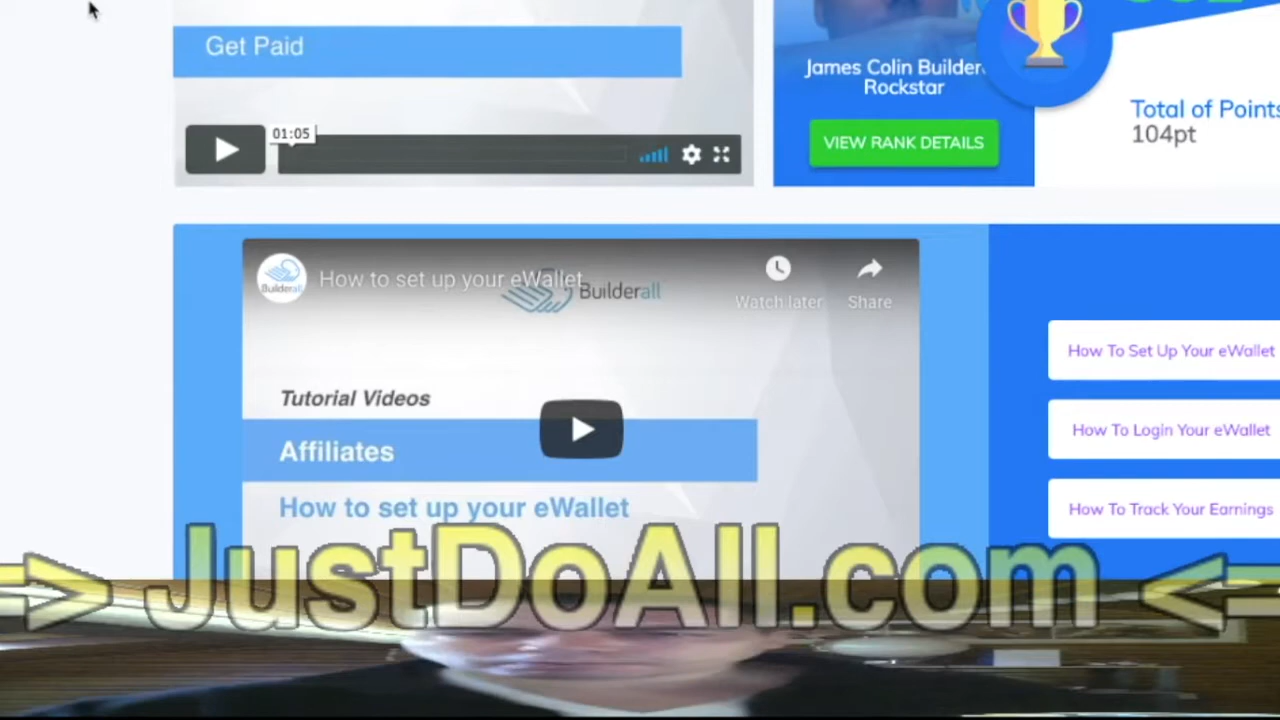 Get Paid
01:05
James Colin Builder
Rockstar
VIEW RANK DETAILS
Total of Points
104pt
Builderall
How to set up your eWallet
Builderall
Watch later
Share
Tutorial Videos
Affiliates
How to set up your eWallet
How To Set Up Your eWallet
How To Login Your eWallet
How To Track Your Earnings
=> JustDoAll.com <=